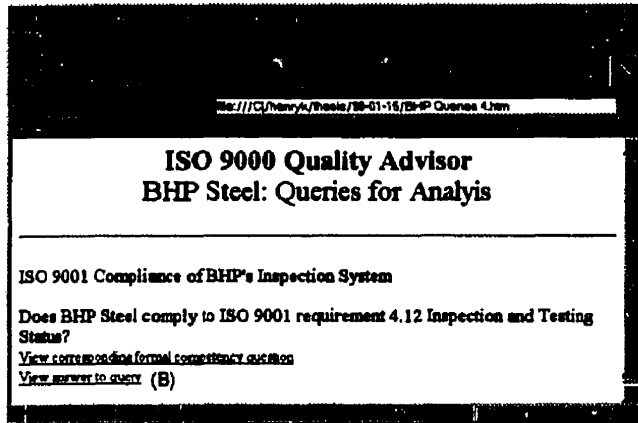 file:///C|/henryk/thesis/98-01-15/BHP Queries 4.htm
ISO 9000 Quality Advisor
BHP Steel: Queries for Analyis
ISO 9001 Compliance of BHP's Inspection System
Does BHP Steel comply to ISO 9001 requirement 4.12 Inspection and Testing
Status?
View corresponding formal competency question
View answer to query (B)